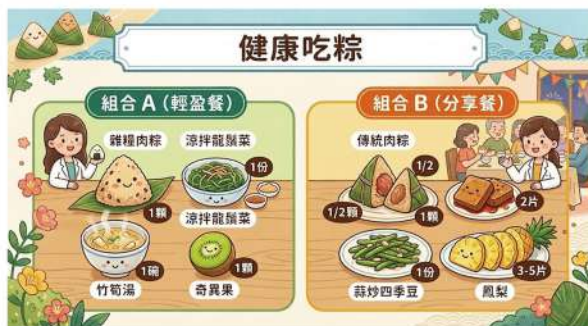 健康吃粽
組合 A（輕盈餐）
雜糧肉粽
涼拌龍鬚菜
1份
1顆
涼拌龍鬚菜
1碗
1顆
竹筍湯
奇異果
組合 B（分享餐）
傳統肉粽
1/2
1/2顆
1顆
2片
1份
3-5片
蒜炒四季豆
鳳梨